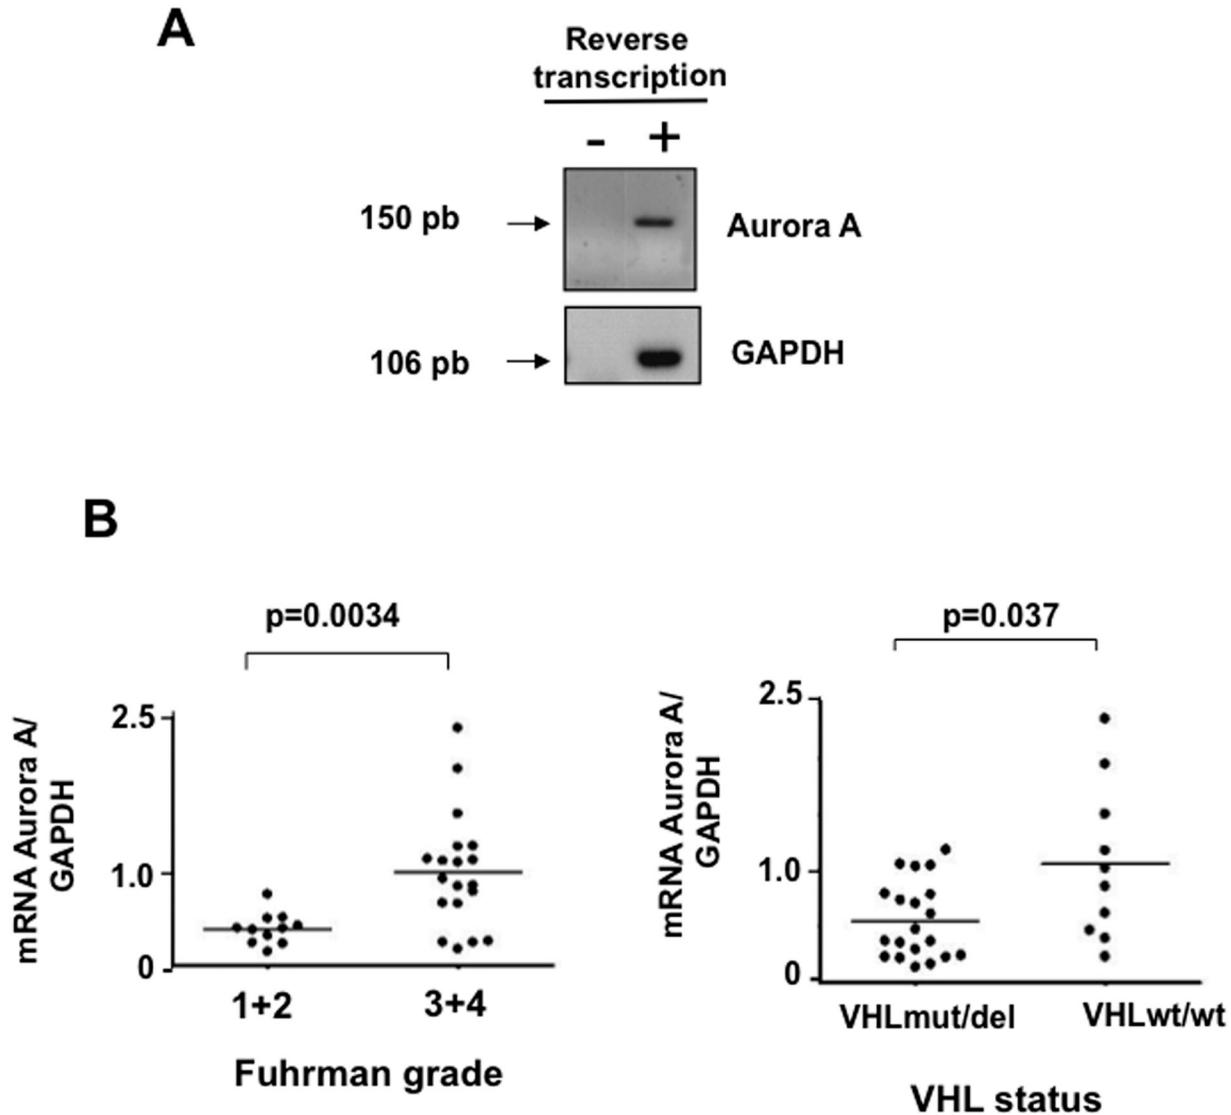 A
Reverse
transcription
- +
150 pb
Aurora A
106 pb
GAPDH
B
p=0.0034
mRNA Aurora A/
GAPDH
2.5
1.0
0
1+2
3+4
Fuhrman grade
p=0.037
mRNA Aurora A/
GAPDH
2.5
1.0
0
VHLmut/del
VHLwt/wt
VHL status